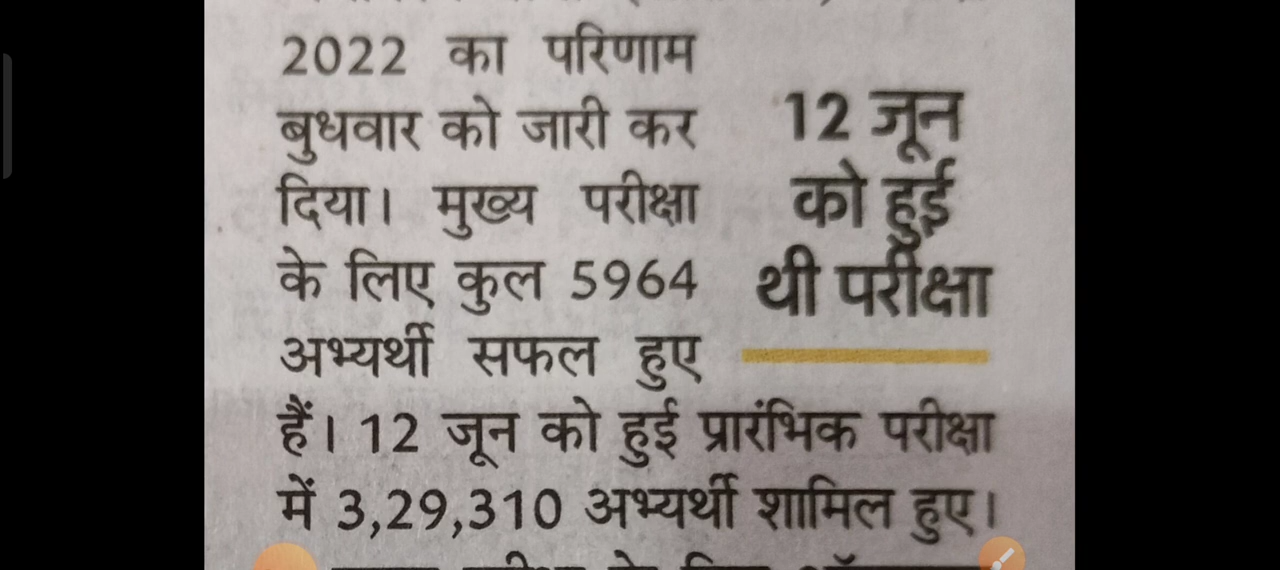 2022 का परिणाम
बुधवार को जारी कर
दिया। मुख्य परीक्षा
के लिए कुल 5964
अभ्यर्थी सफल हुए
12 जून
को हुई
थी परीक्षा
हैं। 12 जून को हुई प्रारंभिक परीक्षा
में 3,29,310 अभ्यर्थी शामिल हुए।